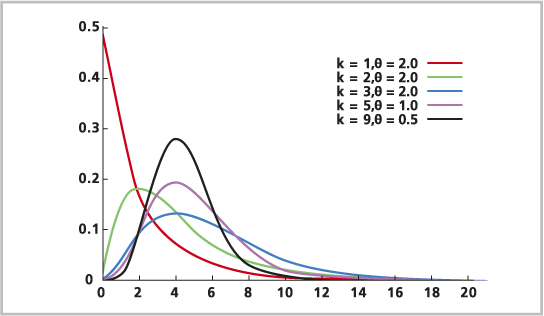 0.5
0.4
0.3
0.2
0.1
0
k = 1,θ = 2.0
k = 2,θ = 2.0
k = 3,θ = 2.0
k = 5,θ = 1.0
k = 9,θ = 0.5
0 2 4 6 8 10 12 14 16 18 20